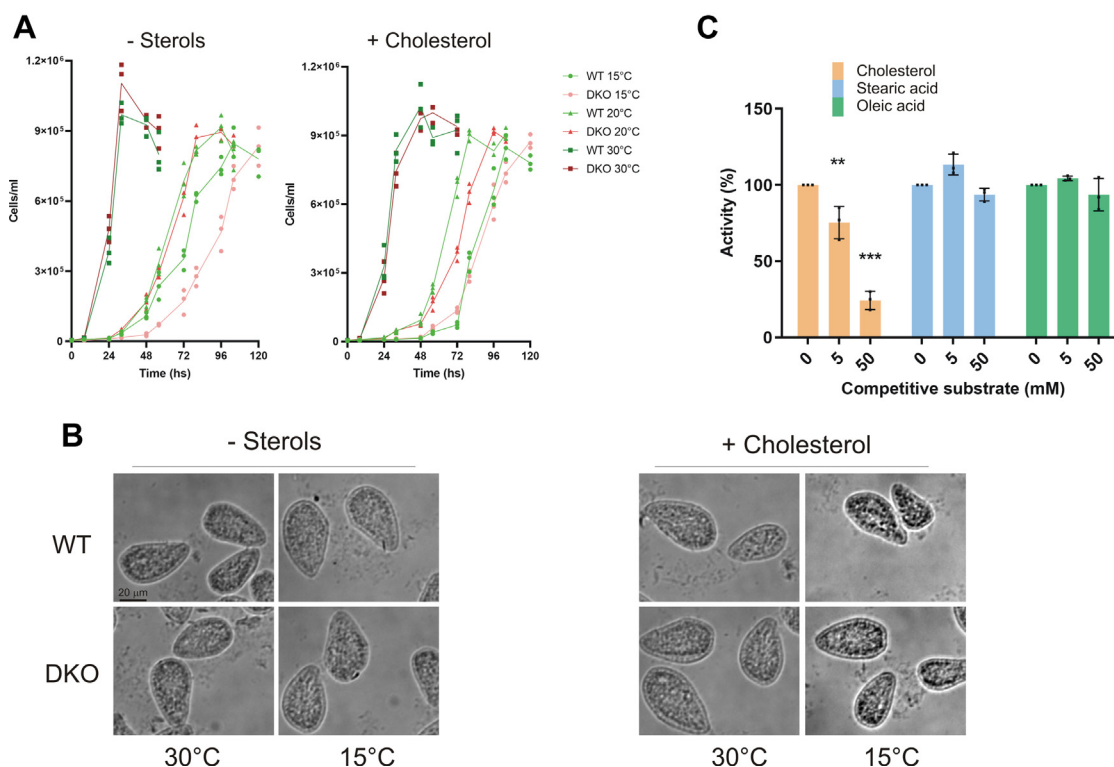 A
- Sterols
+ Cholesterol
1.2×10⁶
9×10⁵
6×10⁵
3×10⁵
0
Cells/ml
0 24 48 72 96 120
Time (hs)
1.2×10⁶
9×10⁵
6×10⁵
3×10⁵
0
0 24 48 72 96 120
Time (hs)
WT 15°C
DKO 15°C
WT 20°C
DKO 20°C
WT 30°C
DKO 30°C
C
Cholesterol
Stearic acid
Oleic acid
150
100
50
0
Activity (%)
**
***
0 5 50 0 5 50 0 5 50
Competitive substrate (mM)
B
- Sterols
+ Cholesterol
WT
20 µm
DKO
30°C 15°C
30°C 15°C